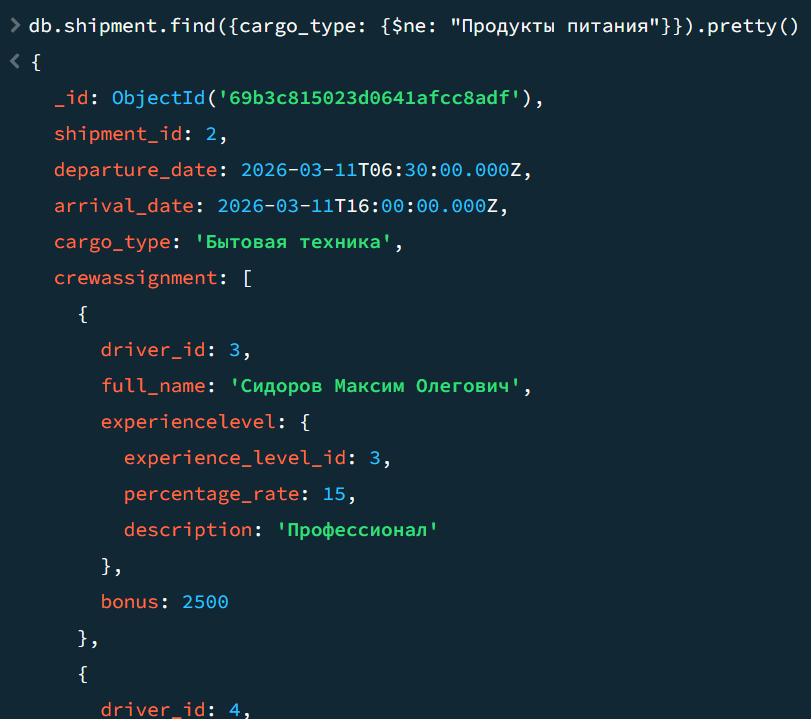 > db.shipment.find({cargo_type: {$ne: "Продукты питания"}}).pretty()
< {
_id: ObjectId('69b3c815023d0641afcc8adf'),
shipment_id: 2,
departure_date: 2026-03-11T06:30:00.000Z,
arrival_date: 2026-03-11T16:00:00.000Z,
cargo_type: 'Бытовая техника',
crewassignment: [
{
driver_id: 3,
full_name: 'Сидоров Максим Олегович',
experiencelevel: {
experience_level_id: 3,
percentage_rate: 15,
description: 'Профессионал'
},
bonus: 2500
},
{
driver_id: 4,